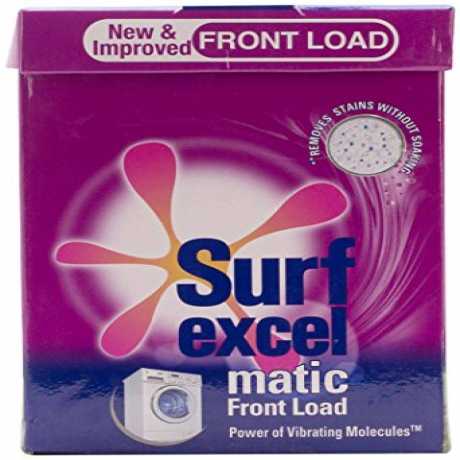 New &
Improved
FRONT LOAD
**REMOVES STAINS WITHOUT SOAKING
Surf
excel
matic
Front Load
Power of Vibrating Molecules™